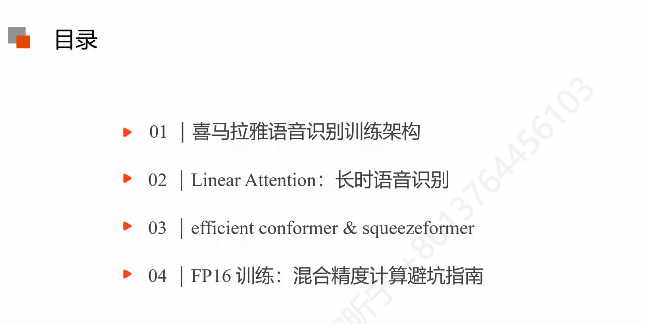 目录
01 | 喜马拉雅语音识别训练架构
02 | Linear Attention：长时语音识别
03 | efficient conformer & squeezeformer
04 | FP16 训练：混合精度计算避坑指南
+8613764456103